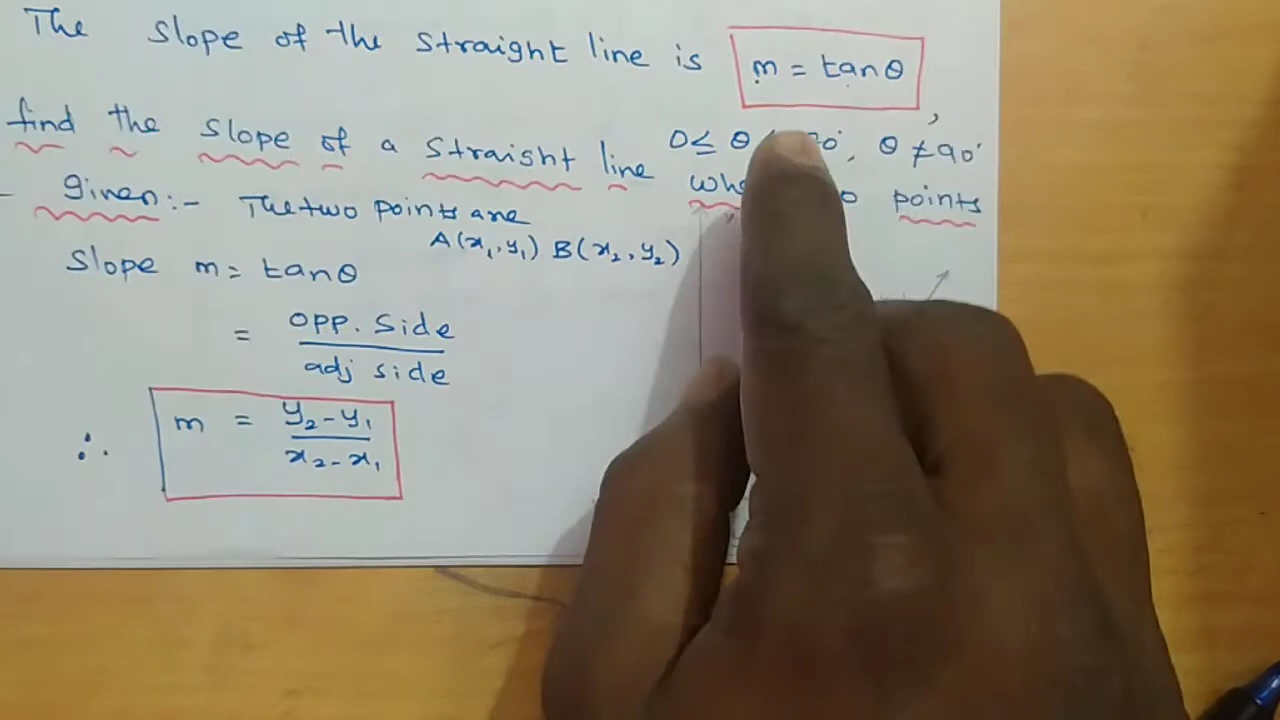 The slope of the straight line is m = tanθ,
0 ≤ θ 90°, θ ≠ 90°
find the slope of a straight line points
Given:- The two points are
A(x₁, y₁) B(x₂, y₂)
Slope m = tanθ
= opp. side / adj side
∴ m = y₂ - y₁ / x₂ - x₁